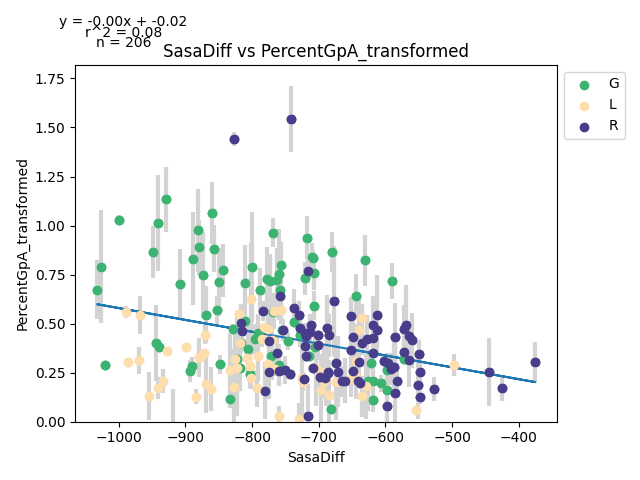 y = -0.00x + -0.02
r^2 = 0.08
n = 206
SasaDiff vs PercentGpA_transformed
G
L
R
PercentGpA_transformed
1.75
1.50
1.25
1.00
0.75
0.50
0.25
0.00
−1000 −900 −800 −700 −600 −500 −400
SasaDiff